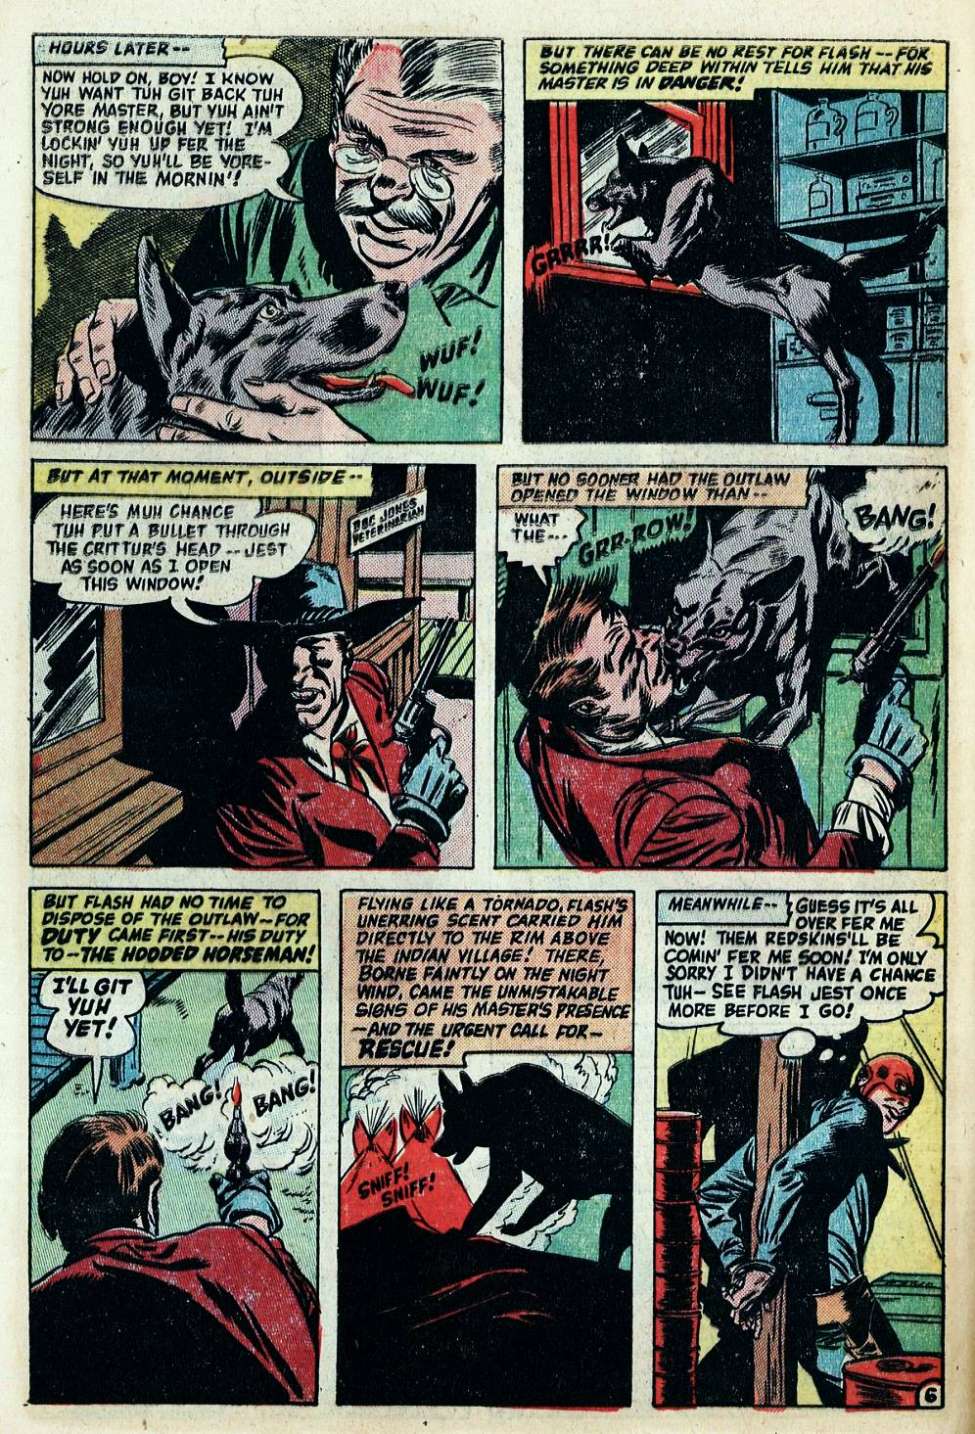 HOURS LATER--
NOW HOLD ON, BOY! I KNOW
YUH WANT TUH GIT BACK TUH
YORE MASTER, BUT YUH AIN'T
STRONG ENOUGH YET! I'M
LOCKIN' YUH UP FER THE
NIGHT, SO YUH'LL BE YORE-
SELF IN THE MORNIN'!
WUF!
WUF!
BUT THERE CAN BE NO REST FOR FLASH--FOR
SOMETHING DEEP WITHIN TELLS HIM THAT HIS
MASTER IS IN DANGER!
GRRRR!
BUT AT THAT MOMENT, OUTSIDE--
HERE'S MUH CHANCE
TUH PUT A BULLET THROUGH
THE CRITTUR'S HEAD--JEST
AS SOON AS I OPEN
THIS WINDOW!
DOC JONES
VETERINARIAN
BUT NO SOONER HAD THE OUTLAW
OPENED THE WINDOW THAN--
WHAT
THE--
GRR-ROW!
BANG!
BUT FLASH HAD NO TIME TO
DISPOSE OF THE OUTLAW--FOR
DUTY CAME FIRST--HIS DUTY
TO--THE HOODED HORSEMAN!
I'LL GIT
YUH
YET!
BANG!
BANG!
FLYING LIKE A TORNADO, FLASH'S
UNERRING SCENT CARRIED HIM
DIRECTLY TO THE RIM ABOVE
THE INDIAN VILLAGE! THERE,
BORNE FAINTLY ON THE NIGHT
WIND, CAME THE UNMISTAKABLE
SIGNS OF HIS MASTER'S PRESENCE
--AND THE URGENT CALL FOR--
RESCUE!
SNIFF!
SNIFF!
MEANWHILE--
GUESS IT'S ALL
OVER FER ME
NOW! THEM REDSKINS'LL BE
COMIN' FER ME SOON! I'M ONLY
SORRY I DIDN'T HAVE A CHANCE
TUH--SEE FLASH JEST ONCE
MORE BEFORE I GO!
6